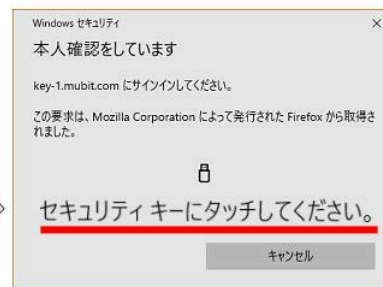 Windows セキュリティ
本人確認をしています
key-1.mubit.com にサインインしてください。
この要求は、Mozilla Corporation によって発行された Firefox から取得さ
れました。
セキュリティ キーにタッチしてください。
キャンセル